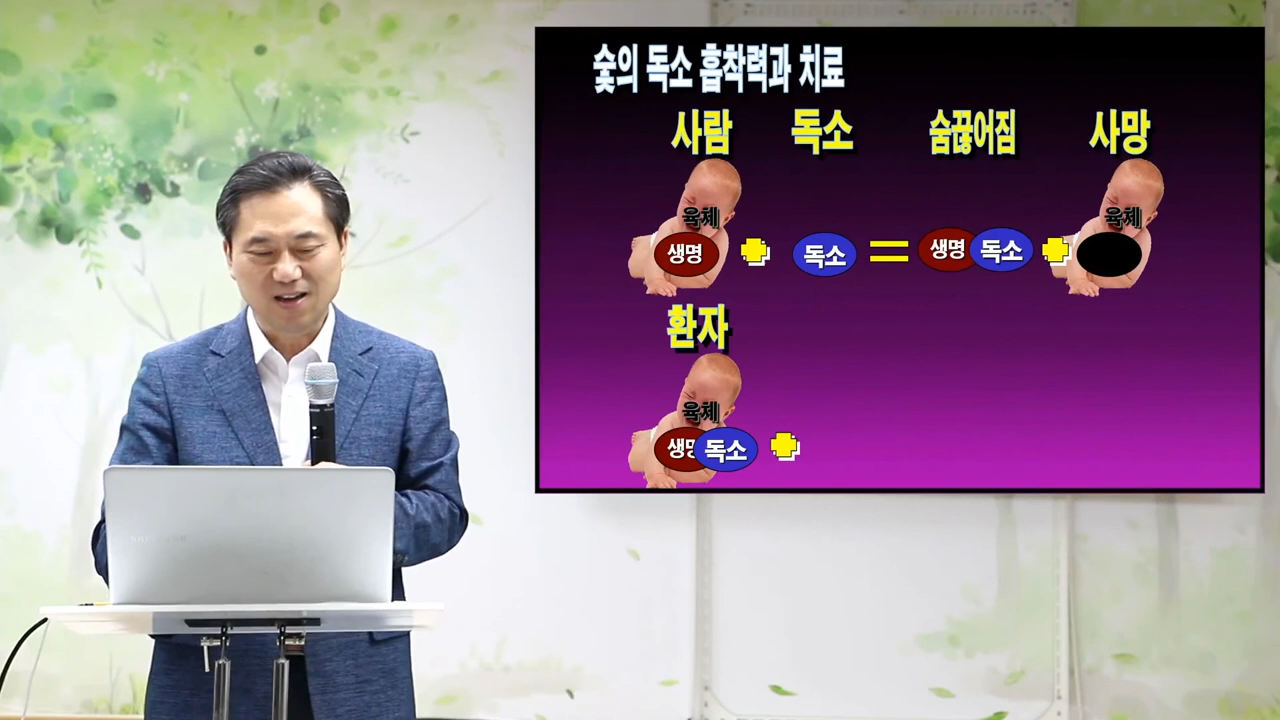 숯의 독소 흡착력과 치료
사람 독소 숨끊어짐 사망
육체 육체
생명 독소 생명 독소
환자
육체
생명 독소